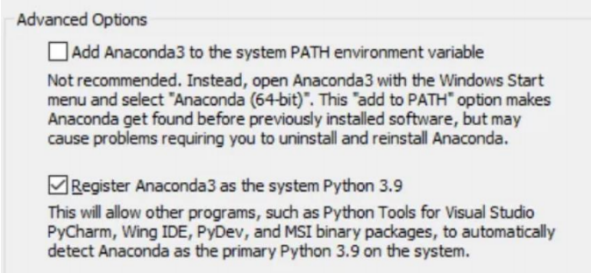 Advanced Options
Add Anaconda3 to the system PATH environment variable
Not recommended. Instead, open Anaconda3 with the Windows Start
menu and select "Anaconda (64-bit)". This "add to PATH" option makes
Anaconda get found before previously installed software, but may
cause problems requiring you to uninstall and reinstall Anaconda.
Register Anaconda3 as the system Python 3.9
This will allow other programs, such as Python Tools for Visual Studio
PyCharm, Wing IDE, PyDev, and MSI binary packages, to automatically
detect Anaconda as the primary Python 3.9 on the system.